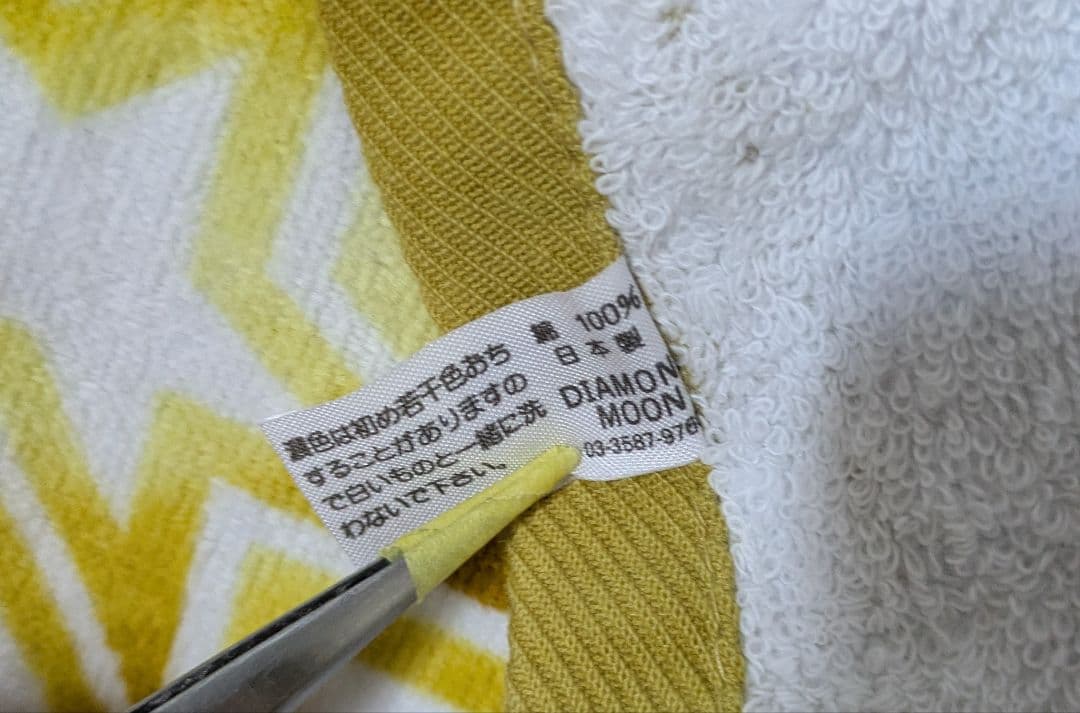 濃色は初め若干色おち
することがありますの
で白いものと一緒に洗
わないで下さい。
綿 100%
日本製
DIAMON
MOON
03-3587-976